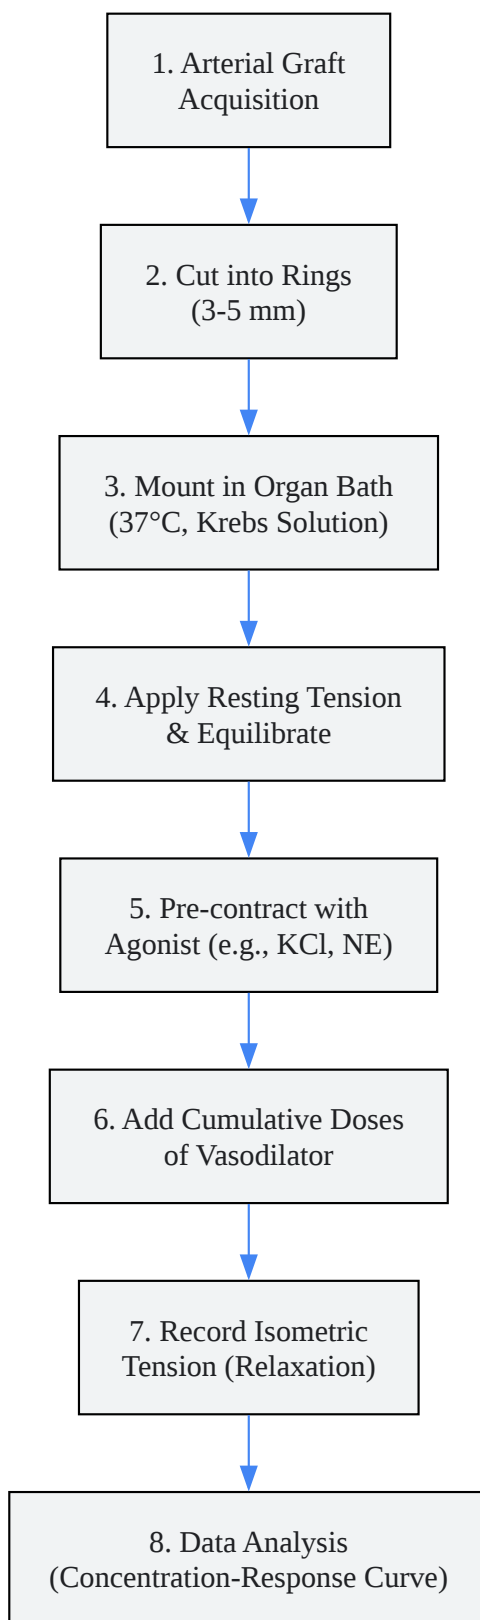 1. Arterial Graft
Acquisition
2. Cut into Rings
(3-5 mm)
3. Mount in Organ Bath
(37°C, Krebs Solution)
4. Apply Resting Tension
& Equilibrate
5. Pre-contract with
Agonist (e.g., KCl, NE)
6. Add Cumulative Doses
of Vasodilator
7. Record Isometric
Tension (Relaxation)
8. Data Analysis
(Concentration-Response Curve)